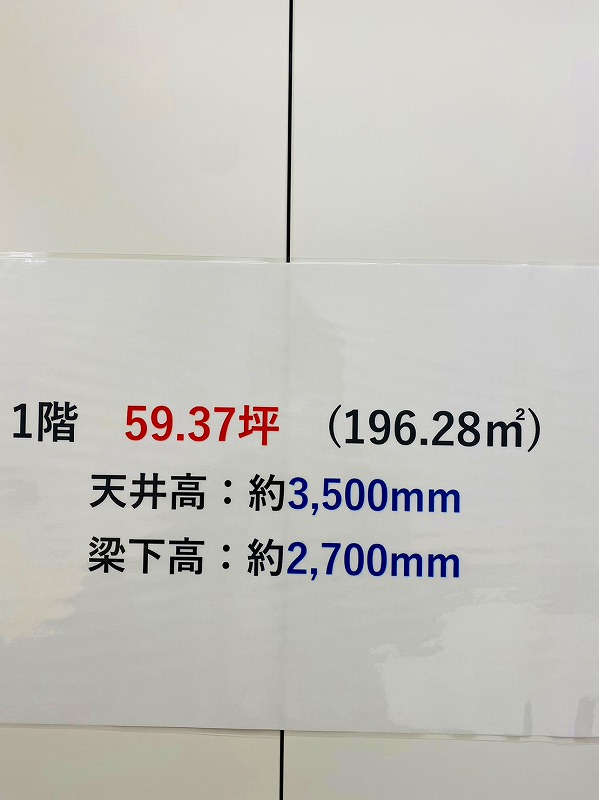 1階　59.37坪　（196.28㎡）
天井高：約3,500mm
梁下高：約2,700mm